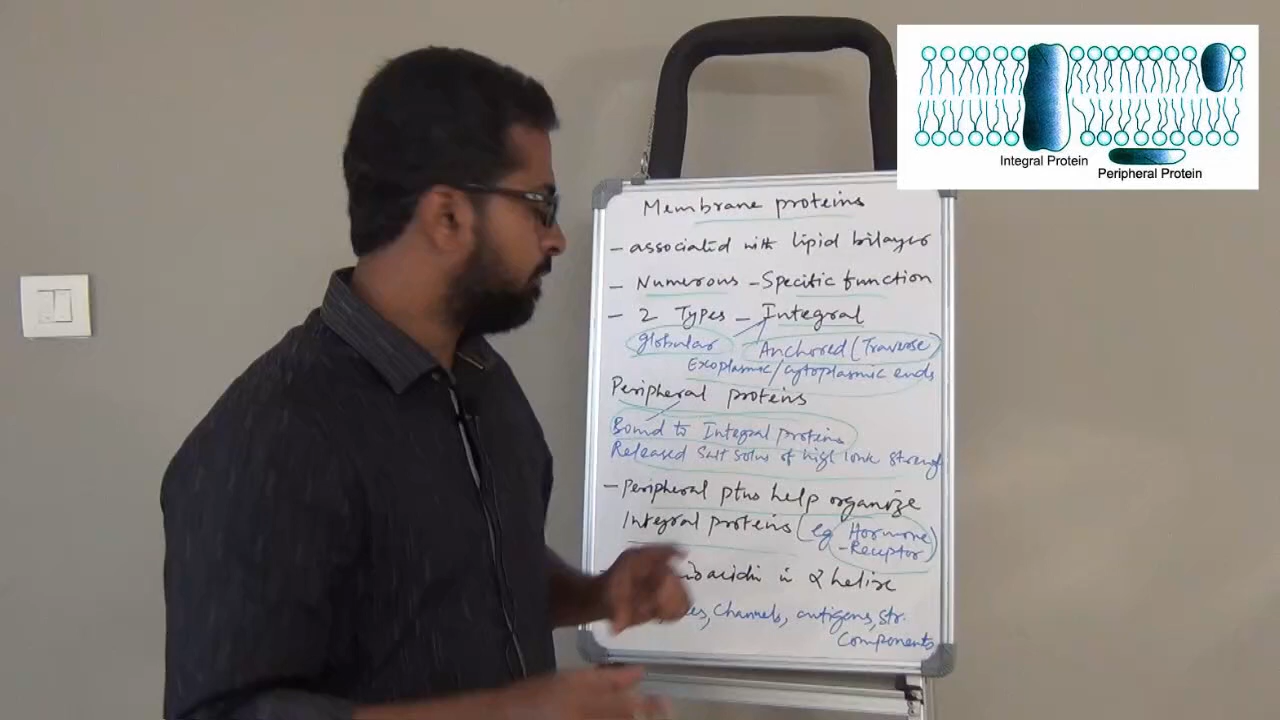 Integral Protein
Peripheral Protein
Membrane proteins
- associated with lipid bilayer
- Numerous - Specific function
- 2 Types - Integral
Globular Anchored (Traverse)
Exoplasmic/cytoplasmic ends
Peripheral proteins
Bound to Integral proteins
Released Salt solns of high Ionic strength
- Peripheral ptns help organize
Integral proteins (eg Hormone)
- Receptor
in α helix
Channels, antigens, str.
Components